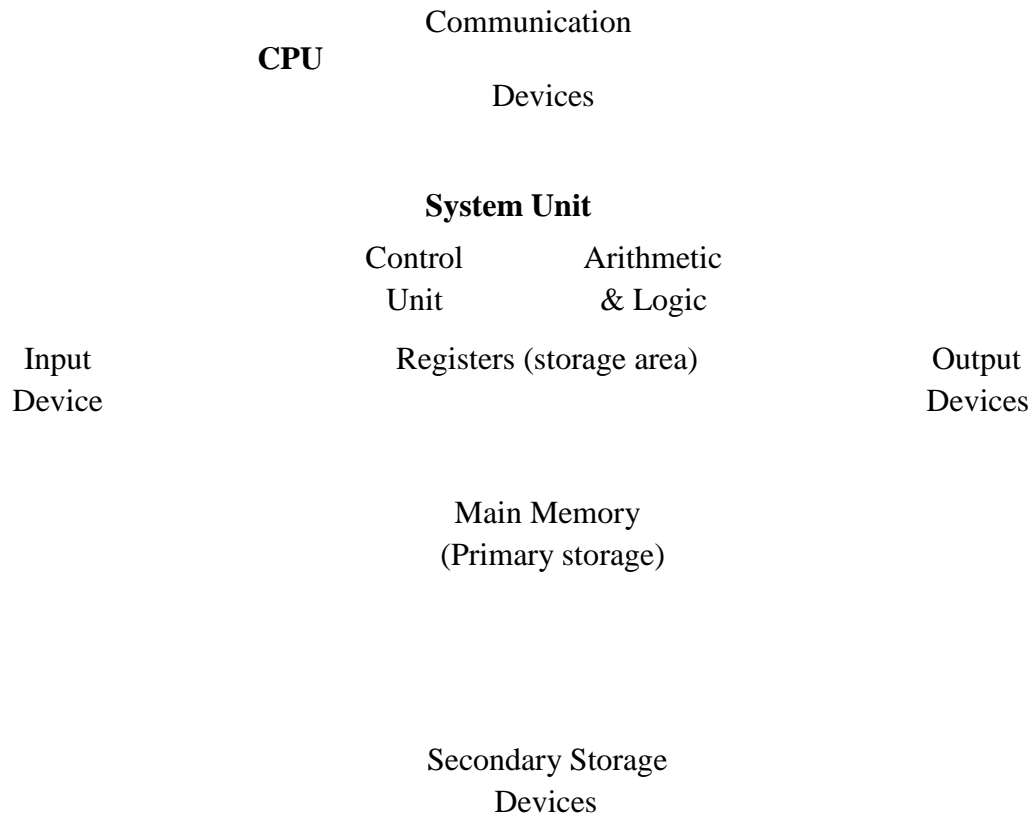 Communication
CPU
Devices
System Unit
Control Arithmetic
Unit & Logic
Input Registers (storage area) Output
Device Devices
Main Memory
(Primary storage)
Secondary Storage
Devices